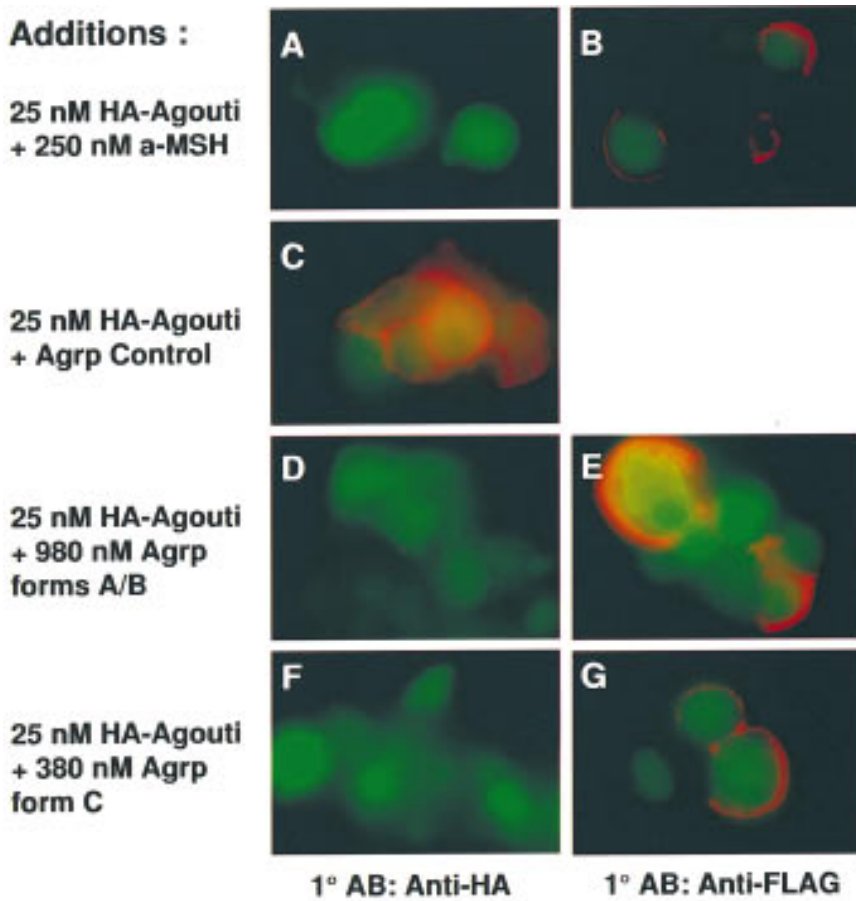 Additions :
A
B
25 nM HA-Agouti
+ 250 nM a-MSH
C
25 nM HA-Agouti
+ Agrp Control
D
E
25 nM HA-Agouti
+ 980 nM Agrp
forms A/B
F
G
25 nM HA-Agouti
+ 380 nM Agrp
form C
1° AB: Anti-HA
1° AB: Anti-FLAG